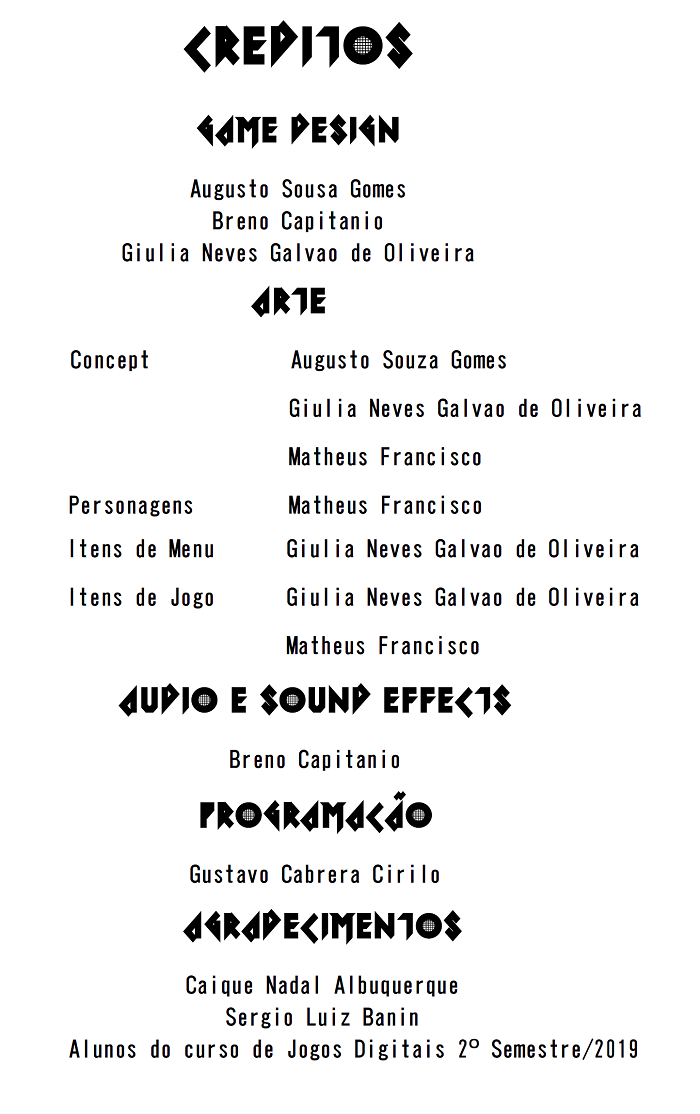 CREDITOS
GAME DESIGN
Augusto Sousa Gomes
Breno Capitanio
Giulia Neves Galvao de Oliveira
ARTE
Concept Augusto Souza Gomes
Giulia Neves Galvao de Oliveira
Matheus Francisco
Personagens Matheus Francisco
Itens de Menu Giulia Neves Galvao de Oliveira
Itens de Jogo Giulia Neves Galvao de Oliveira
Matheus Francisco
AUDIO E SOUND EFFECTS
Breno Capitanio
PROGRAMACÃO
Gustavo Cabrera Cirilo
AGRADECIMENTOS
Caique Nadal Albuquerque
Sergio Luiz Banin
Alunos do curso de Jogos Digitais 2º Semestre/2019